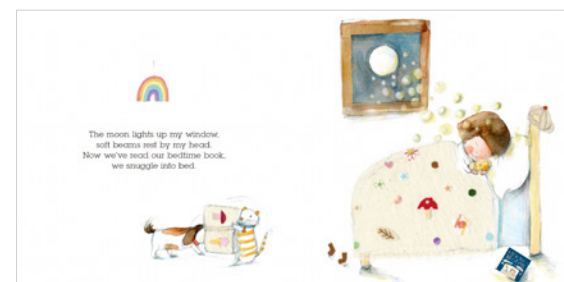 The moon lights up my window,
soft beams rest by my head.
Now we've read our bedtime book,
we snuggle into bed.